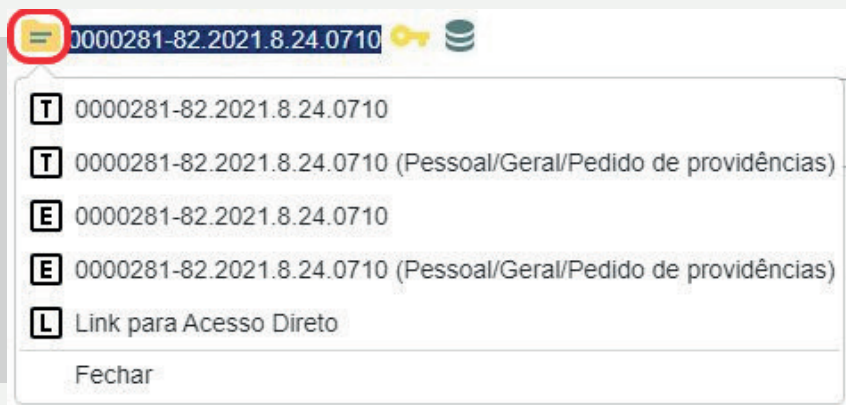 0000281-82.2021.8.24.0710
T 0000281-82.2021.8.24.0710
T 0000281-82.2021.8.24.0710 (Pessoal/Geral/Pedido de providências)
E 0000281-82.2021.8.24.0710
E 0000281-82.2021.8.24.0710 (Pessoal/Geral/Pedido de providências)
L Link para Acesso Direto
Fechar